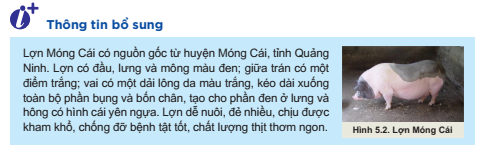 i+
Thông tin bổ sung
Lợn Móng Cái có nguồn gốc từ huyện Móng Cái, tỉnh Quảng
Ninh. Lợn có đầu, lưng và mông màu đen; giữa trán có một
điểm trắng; vai có một dải lông da màu trắng, kéo dài xuống
toàn bộ phần bụng và bốn chân, tạo cho phần đen ở lưng và
hông có hình cái yên ngựa. Lợn dễ nuôi, đẻ nhiều, chịu được
kham khổ, chống đỡ bệnh tật tốt, chất lượng thịt thơm ngon.
Hình 5.2. Lợn Móng Cái